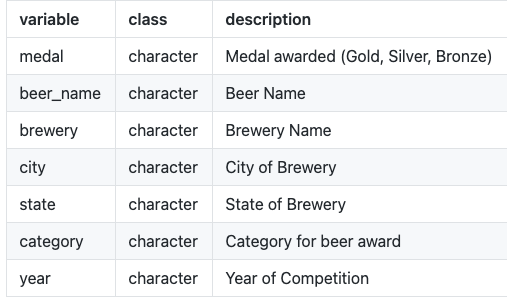 variable class description
medal character Medal awarded (Gold, Silver, Bronze)
beer_name character Beer Name
brewery character Brewery Name
city character City of Brewery
state character State of Brewery
category character Category for beer award
year character Year of Competition